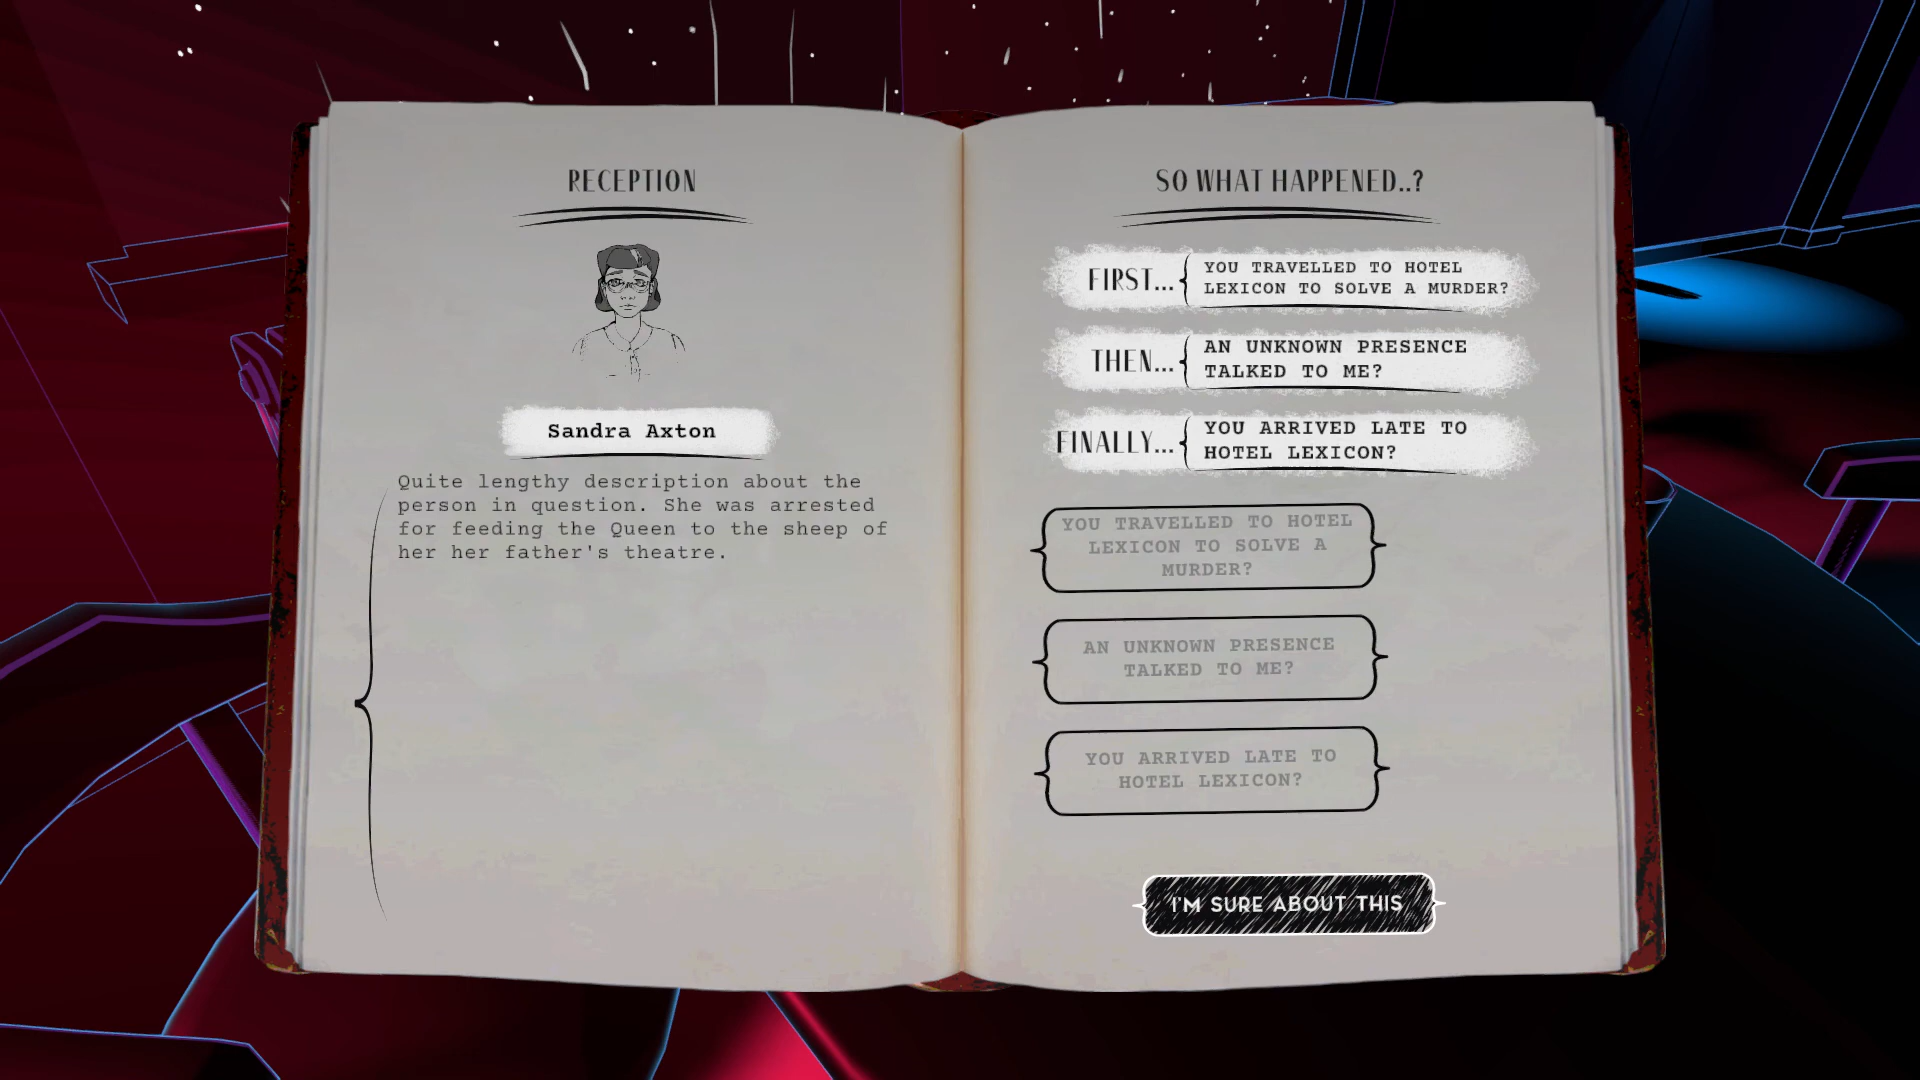 RECEPTION
Sandra Axton
Quite lengthy description about the
person in question. She was arrested
for feeding the Queen to the sheep of
her her father's theatre.
SO WHAT HAPPENED..?
FIRST...
YOU TRAVELLED TO HOTEL
LEXICON TO SOLVE A MURDER?
THEN...
AN UNKNOWN PRESENCE
TALKED TO ME?
FINALLY...
YOU ARRIVED LATE TO
HOTEL LEXICON?
YOU TRAVELLED TO HOTEL
LEXICON TO SOLVE A
MURDER?
AN UNKNOWN PRESENCE
TALKED TO ME?
YOU ARRIVED LATE TO
HOTEL LEXICON?
I'M SURE ABOUT THIS